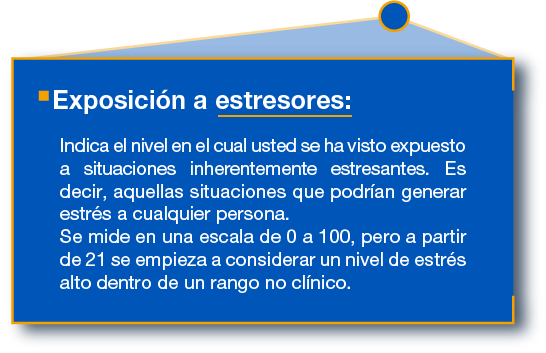 Exposición a estresores:
Indica el nivel en el cual usted se ha visto expuesto
a situaciones inherentemente estresantes. Es
decir, aquellas situaciones que podrían generar
estrés a cualquier persona.
Se mide en una escala de 0 a 100, pero a partir
de 21 se empieza a considerar un nivel de estrés
alto dentro de un rango no clínico.